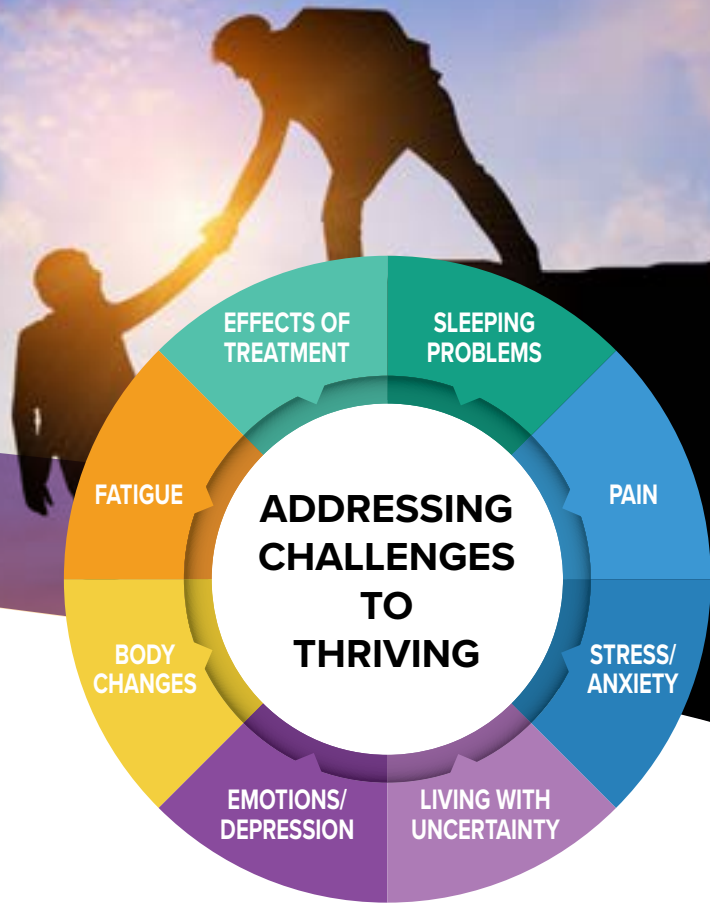 EFFECTS OF
TREATMENT
SLEEPING
PROBLEMS
FATIGUE
PAIN
ADDRESSING
CHALLENGES
TO
THRIVING
BODY
CHANGES
STRESS/
ANXIETY
EMOTIONS/
DEPRESSION
LIVING WITH
UNCERTAINTY